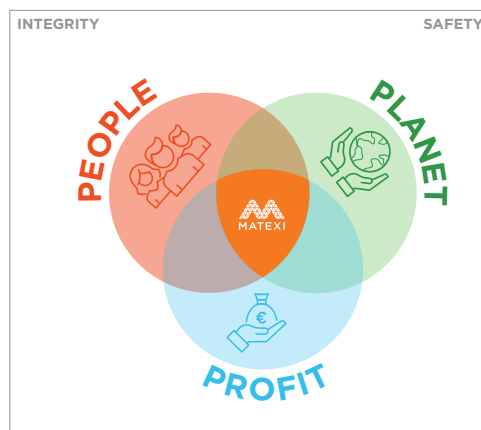 INTEGRITY
SAFETY
PEOPLE
PLANET
MATEXI
€
PROFIT